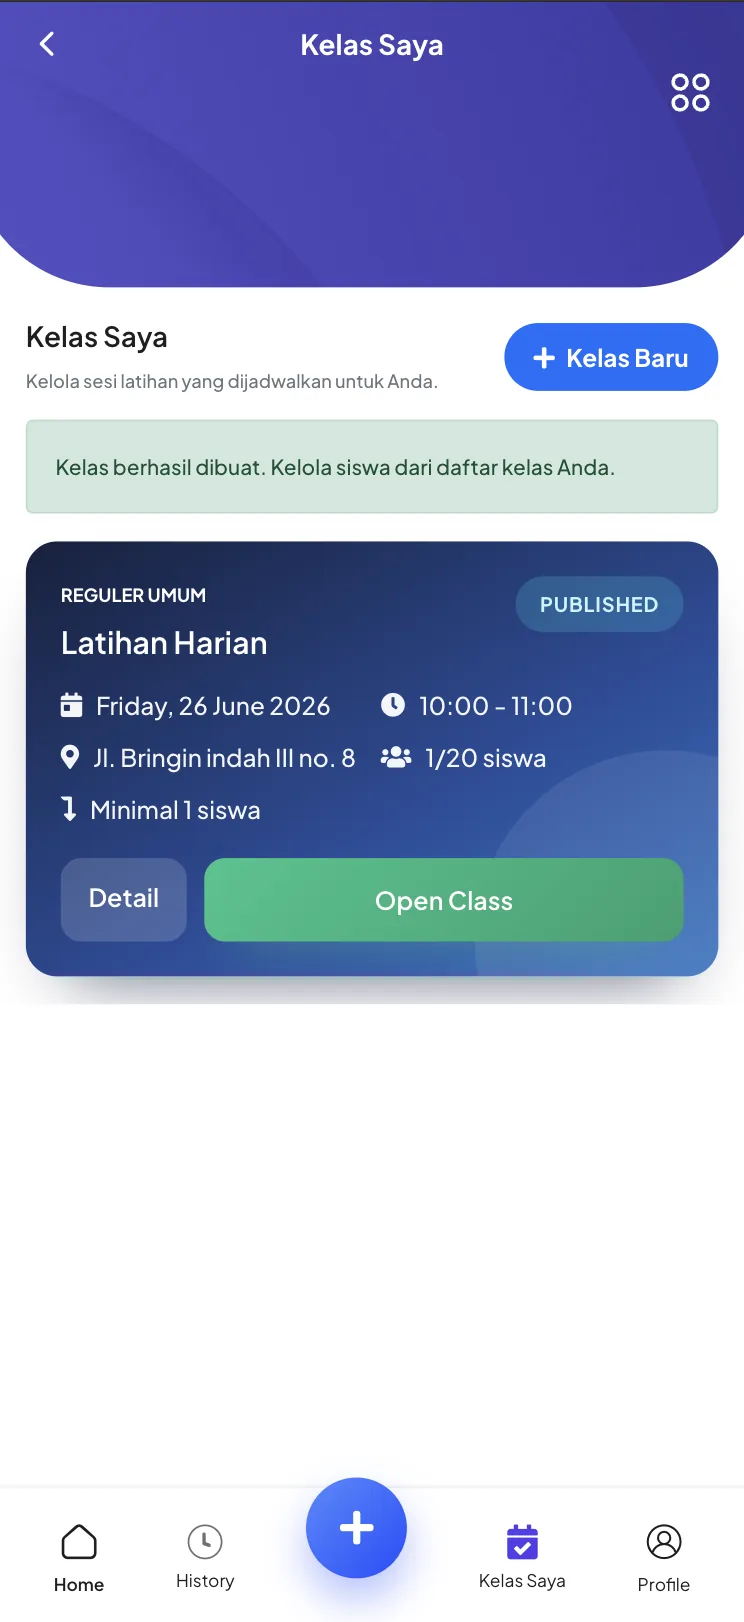 Kelas Saya
Kelas Saya
Kelola sesi latihan yang dijadwalkan untuk Anda.
Kelas Baru
Kelas berhasil dibuat. Kelola siswa dari daftar kelas Anda.
REGULER UMUM
PUBLISHED
Latihan Harian
Friday, 26 June 2026
10:00 - 11:00
Jl. Bringin indah III no. 8
1/20 siswa
Minimal 1 siswa
Detail
Open Class
Home
History
Kelas Saya
Profile